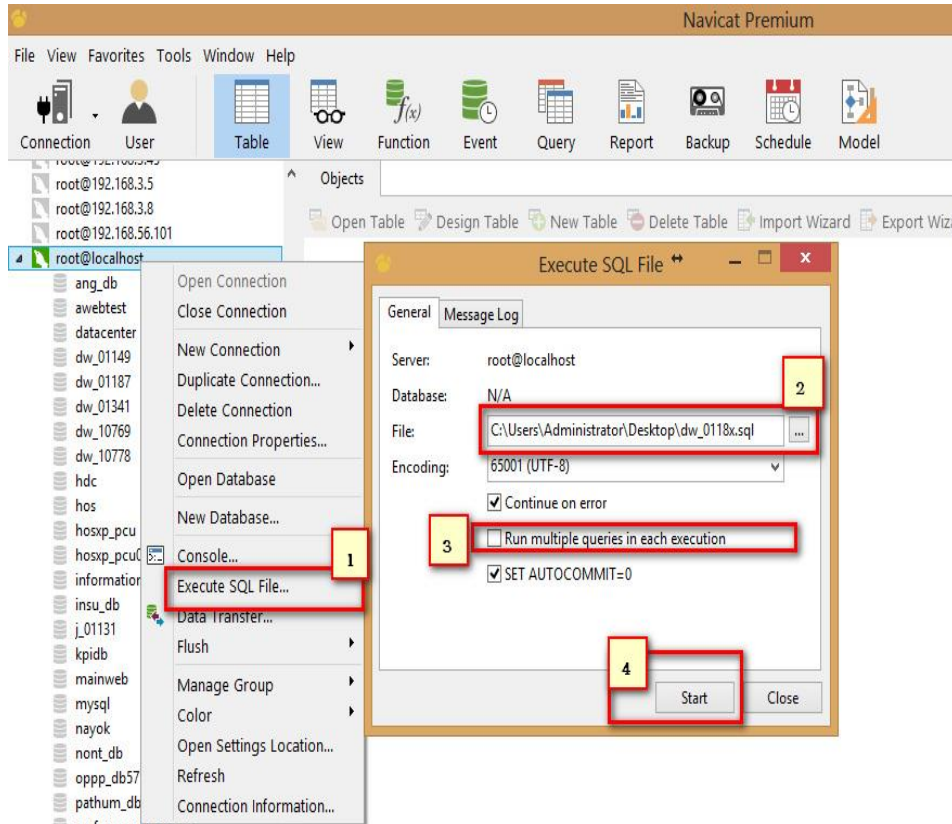 Navicat Premium
File View Favorites Tools Window Help
Connection User Table View Function Event Query Report Backup Schedule Model
root@192.168.3.45
root@192.168.3.5
root@192.168.3.8
root@192.168.56.101
root@localhost
ang_db
awebtest
datacenter
dw_01149
dw_01187
dw_01341
dw_10769
dw_10778
hdc
hos
hosxp_pcu
hosxp_pcu0
information
insu_db
j_01131
kpidb
mainweb
mysql
nayok
nont_db
oppp_db57
pathum_db
Objects
Open Table Design Table New Table Delete Table Import Wizard Export Wiza
Open Connection
Close Connection
New Connection
Duplicate Connection...
Delete Connection
Connection Properties...
Open Database
New Database...
Console...
1
Execute SQL File...
Data Transfer...
Flush
Manage Group
Color
Open Settings Location...
Refresh
Connection Information...
Execute SQL File
General Message Log
Server: root@localhost
Database: N/A
2
File: C:\Users\Administrator\Desktop\dw_0118x.sql ...
Encoding: 65001 (UTF-8)
Continue on error
3
Run multiple queries in each execution
SET AUTOCOMMIT=0
4
Start Close